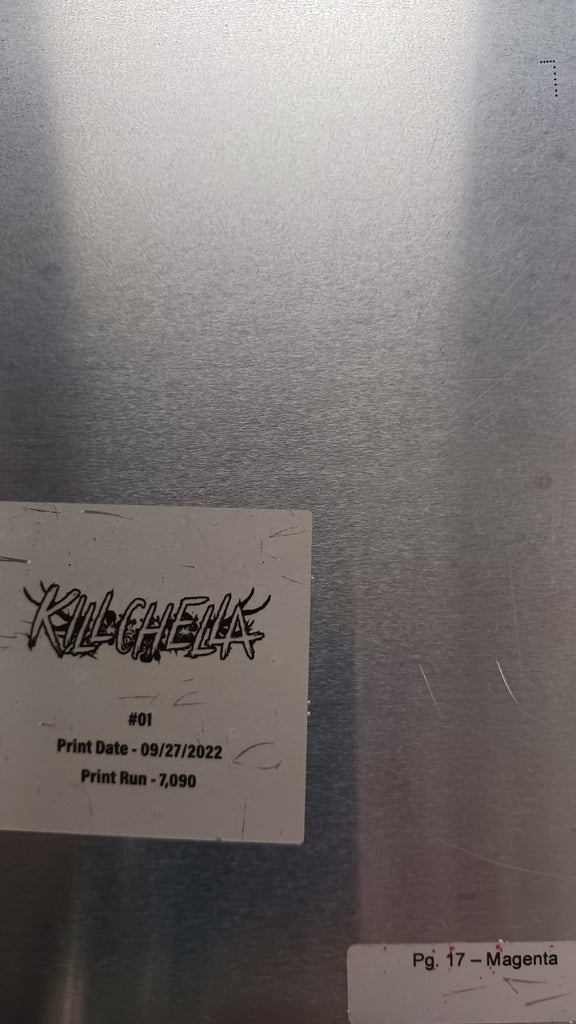 KILLCHELLA
#01
Print Date - 09/27/2022
Print Run - 7,090
Pg. 17 – Magenta